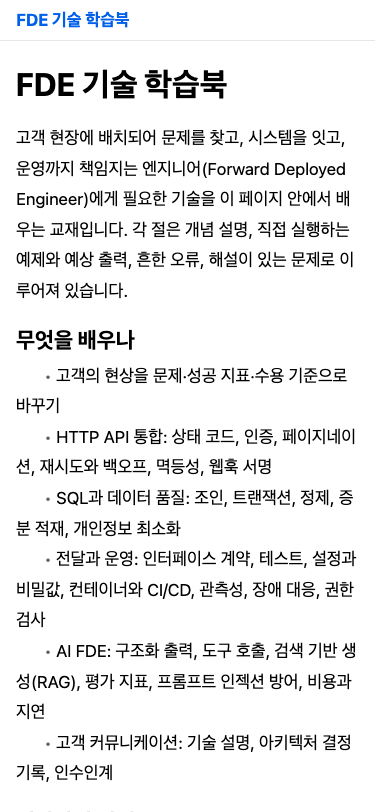 FDE 기술 학습북
FDE 기술 학습북
고객 현장에 배치되어 문제를 찾고, 시스템을 잇고,
운영까지 책임지는 엔지니어(Forward Deployed
Engineer)에게 필요한 기술을 이 페이지 안에서 배
우는 교재입니다. 각 절은 개념 설명, 직접 실행하는
예제와 예상 출력, 흔한 오류, 해설이 있는 문제로 이
루어져 있습니다.
무엇을 배우나
• 고객의 현상을 문제·성공 지표·수용 기준으로
바꾸기
• HTTP API 통합: 상태 코드, 인증, 페이지네이
션, 재시도와 백오프, 멱등성, 웹훅 서명
• SQL과 데이터 품질: 조인, 트랜잭션, 정제, 증
분 적재, 개인정보 최소화
• 전달과 운영: 인터페이스 계약, 테스트, 설정과
비밀값, 컨테이너와 CI/CD, 관측성, 장애 대응, 권한
검사
• AI FDE: 구조화 출력, 도구 호출, 검색 기반 생
성(RAG), 평가 지표, 프롬프트 인젝션 방어, 비용과
지연
• 고객 커뮤니케이션: 기술 설명, 아키텍처 결정
기록, 인수인계